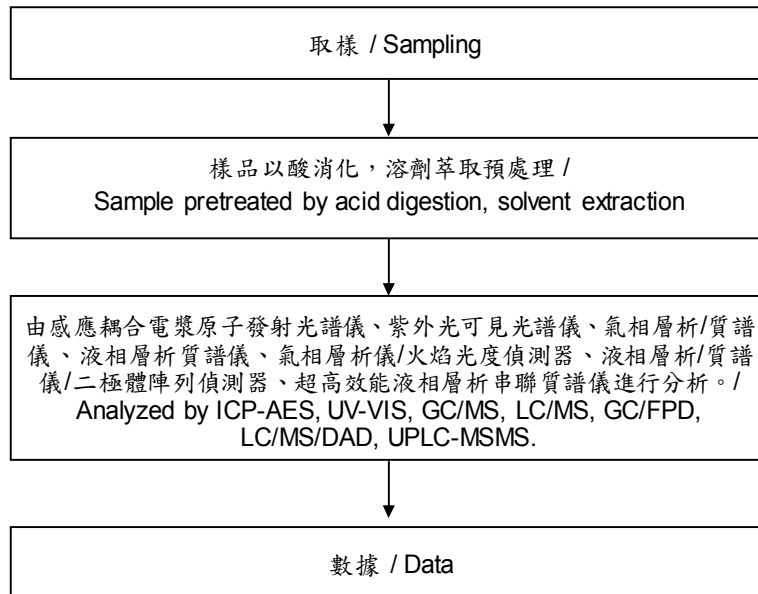 取樣 / Sampling
樣品以酸消化，溶劑萃取預處理 /
Sample pretreated by acid digestion, solvent extraction
由感應耦合電漿原子發射光譜儀、紫外光可見光譜儀、氣相層析/質譜
儀、液相層析質譜儀、氣相層析儀/火焰光度偵測器、液相層析/質譜
儀/二極體陣列偵測器、超高效能液相層析串聯質譜儀進行分析。/
Analyzed by ICP-AES, UV-VIS, GC/MS, LC/MS, GC/FPD,
LC/MS/DAD, UPLC-MSMS.
數據 / Data